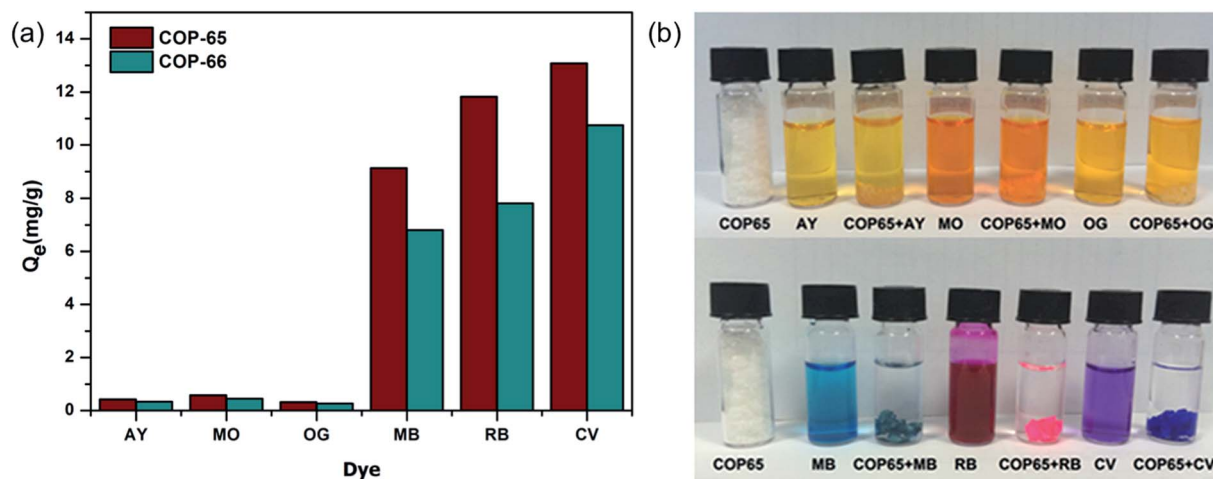 (a)
14
12
10
8
6
4
2
0
Qe(mg/g)
COP-65
COP-66
AY MO OG MB RB CV
Dye
(b)
COP65 AY COP65+AY MO COP65+MO OG COP65+OG
COP65 MB COP65+MB RB COP65+RB CV COP65+CV